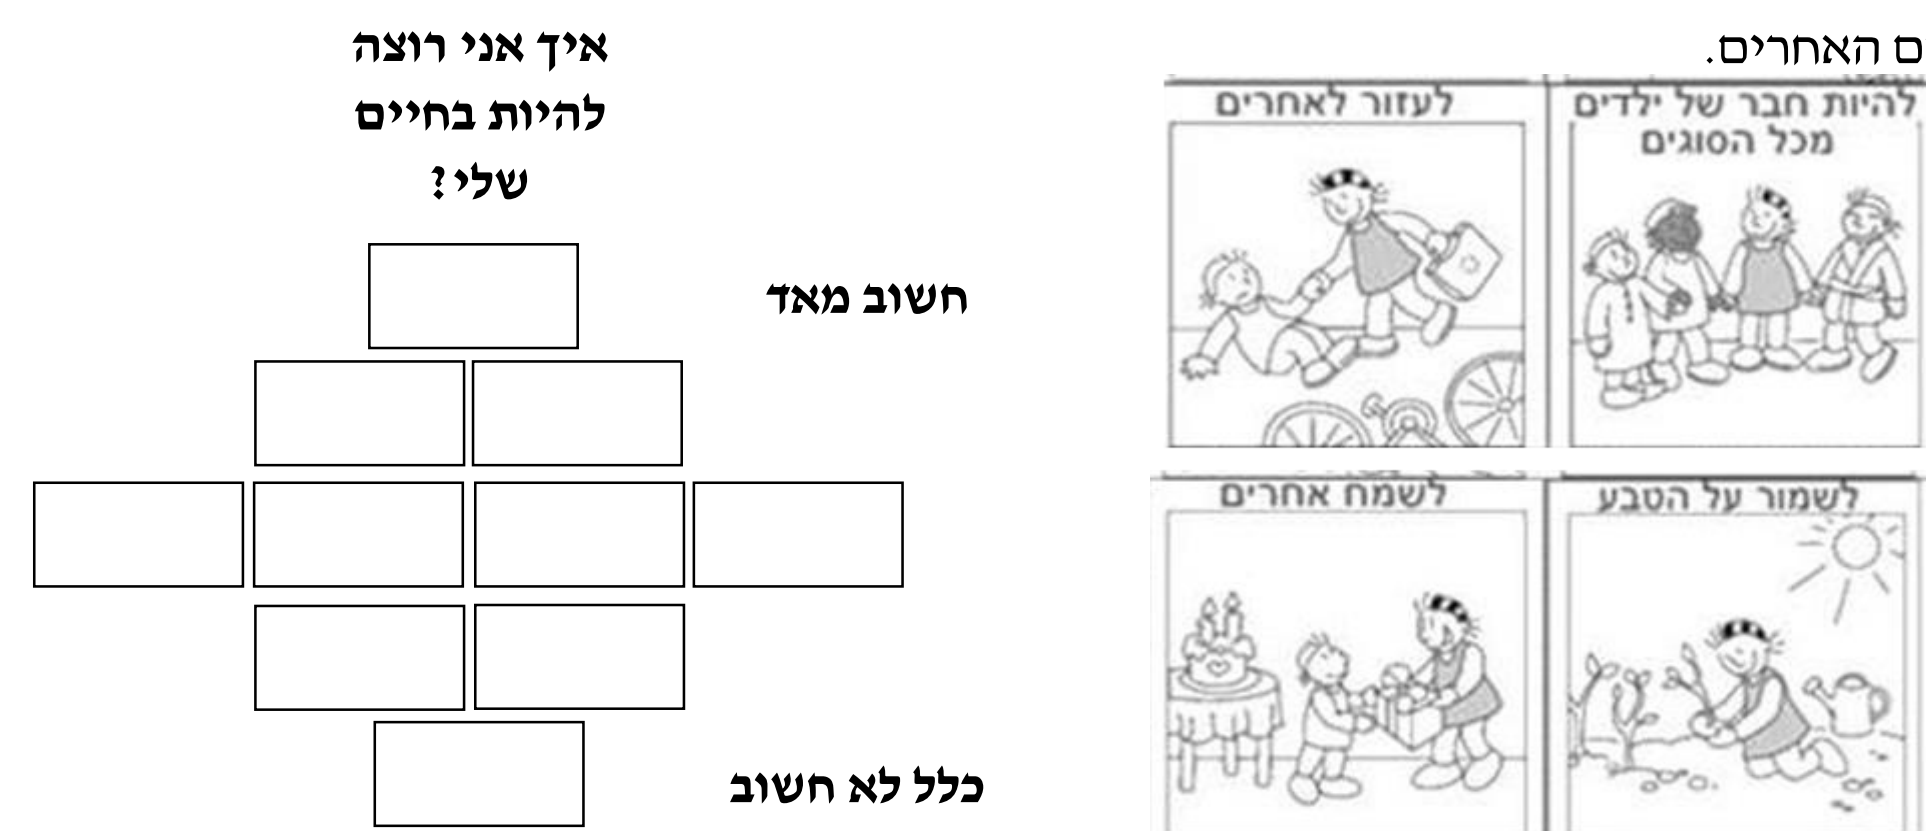 איך אני רוצה
להיות בחיים
שלי?
חשוב מאד
כלל לא חשוב
ם האחרים.
להיות חבר של ילדים
מכל הסוגים
לעזור לאחרים
לשמור על הטבע
לשמח אחרים